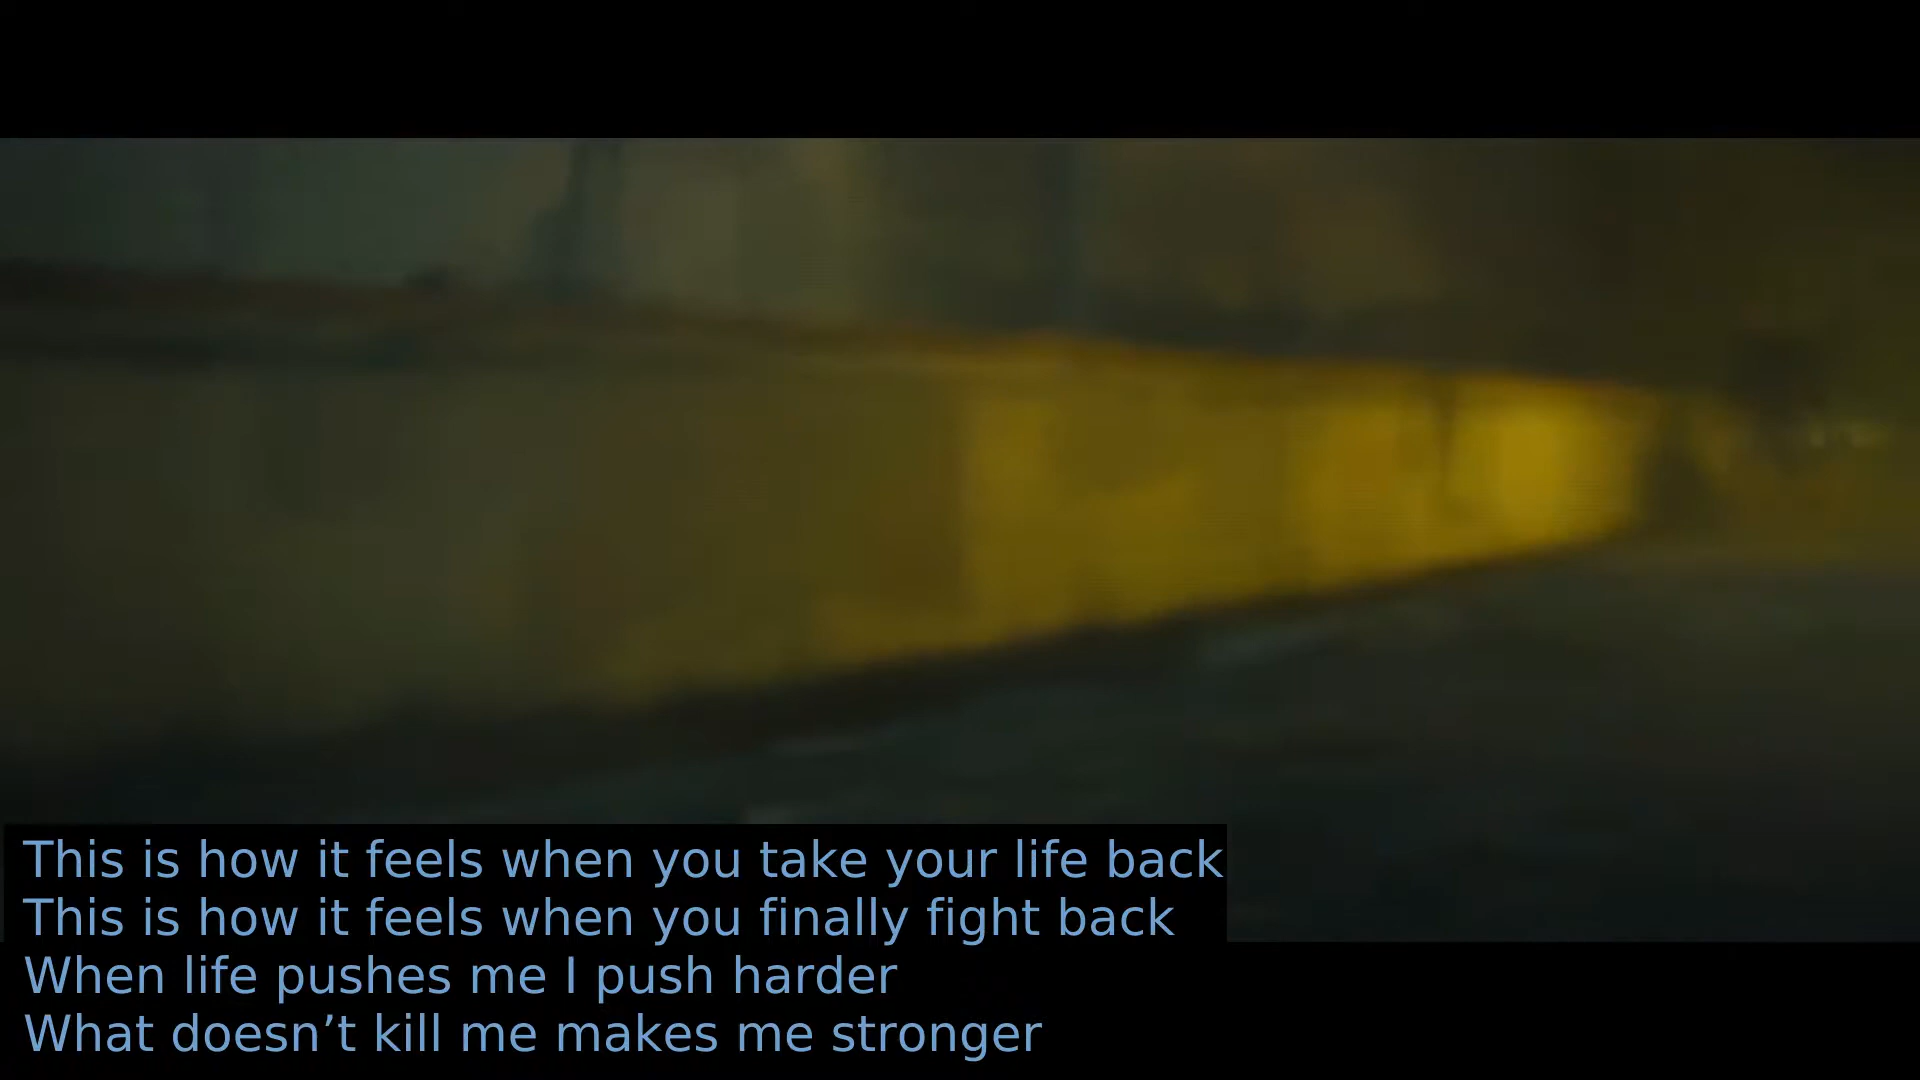 This is how it feels when you take your life back
This is how it feels when you finally fight back
When life pushes me I push harder
What doesn’t kill me makes me stronger